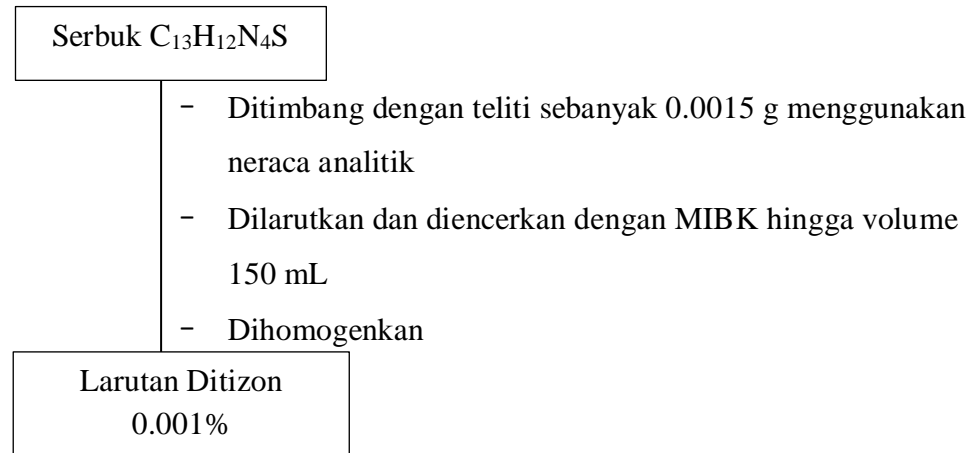 Serbuk C₁₃H₁₂N₄S
- Ditimbang dengan teliti sebanyak 0.0015 g menggunakan
neraca analitik
- Dilarutkan dan diencerkan dengan MIBK hingga volume
150 mL
- Dihomogenkan
Larutan Ditizon
0.001%